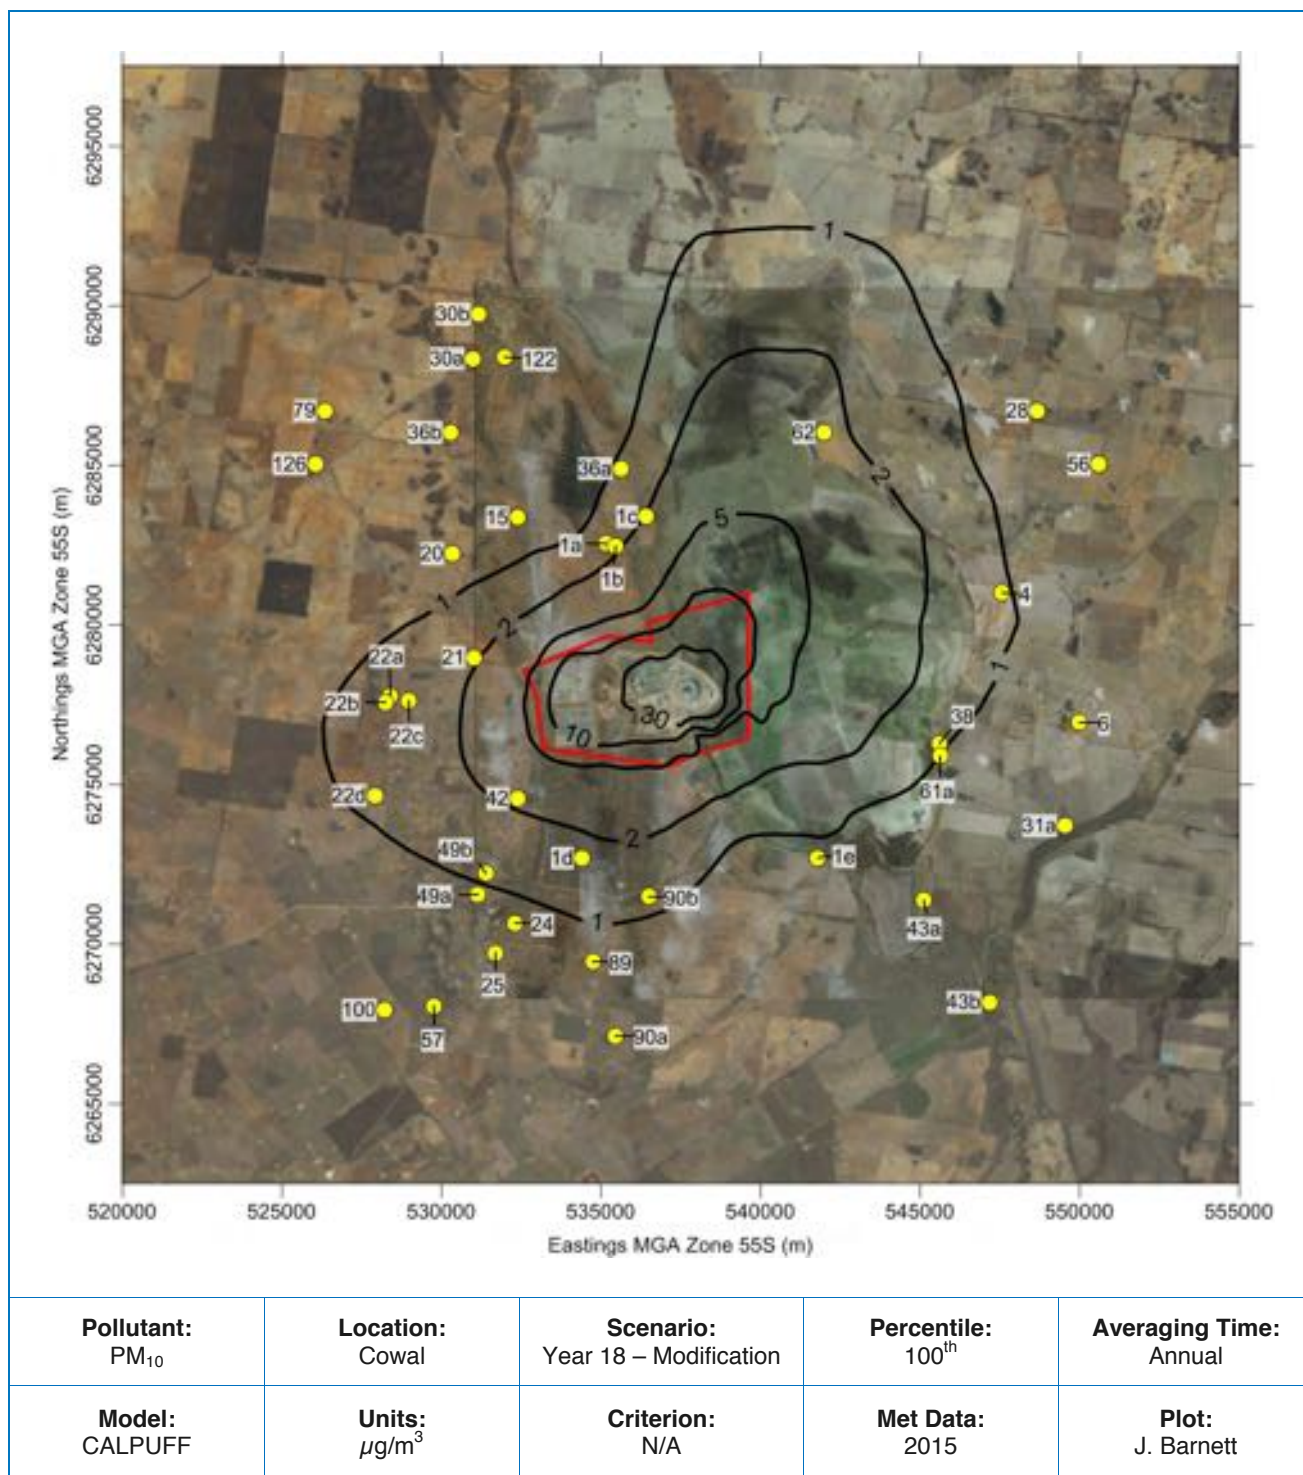 6295000
6290000
6285000
6280000
6275000
6270000
6265000
Northings MGA Zone 55S (m)
1
30b
30a
122
79
28
36b
62
126
36a
56
2
15
1c
5
1a
20
1b
1
4
2
22a
21
1
22b
30
38
6
22c
10
61a
22d
42
31a
2
49b
1d
1e
49a
90b
1
24
43a
89
25
43b
100
57
90a
520000 525000 530000 535000 540000 545000 550000 555000
Eastings MGA Zone 55S (m)
Pollutant: Location: Scenario: Percentile: Averaging Time:
PM₁₀ Cowal Year 18 – Modification 100ᵗʰ Annual
Model: Units: Criterion: Met Data: Plot:
CALPUFF µg/m³ N/A 2015 J. Barnett